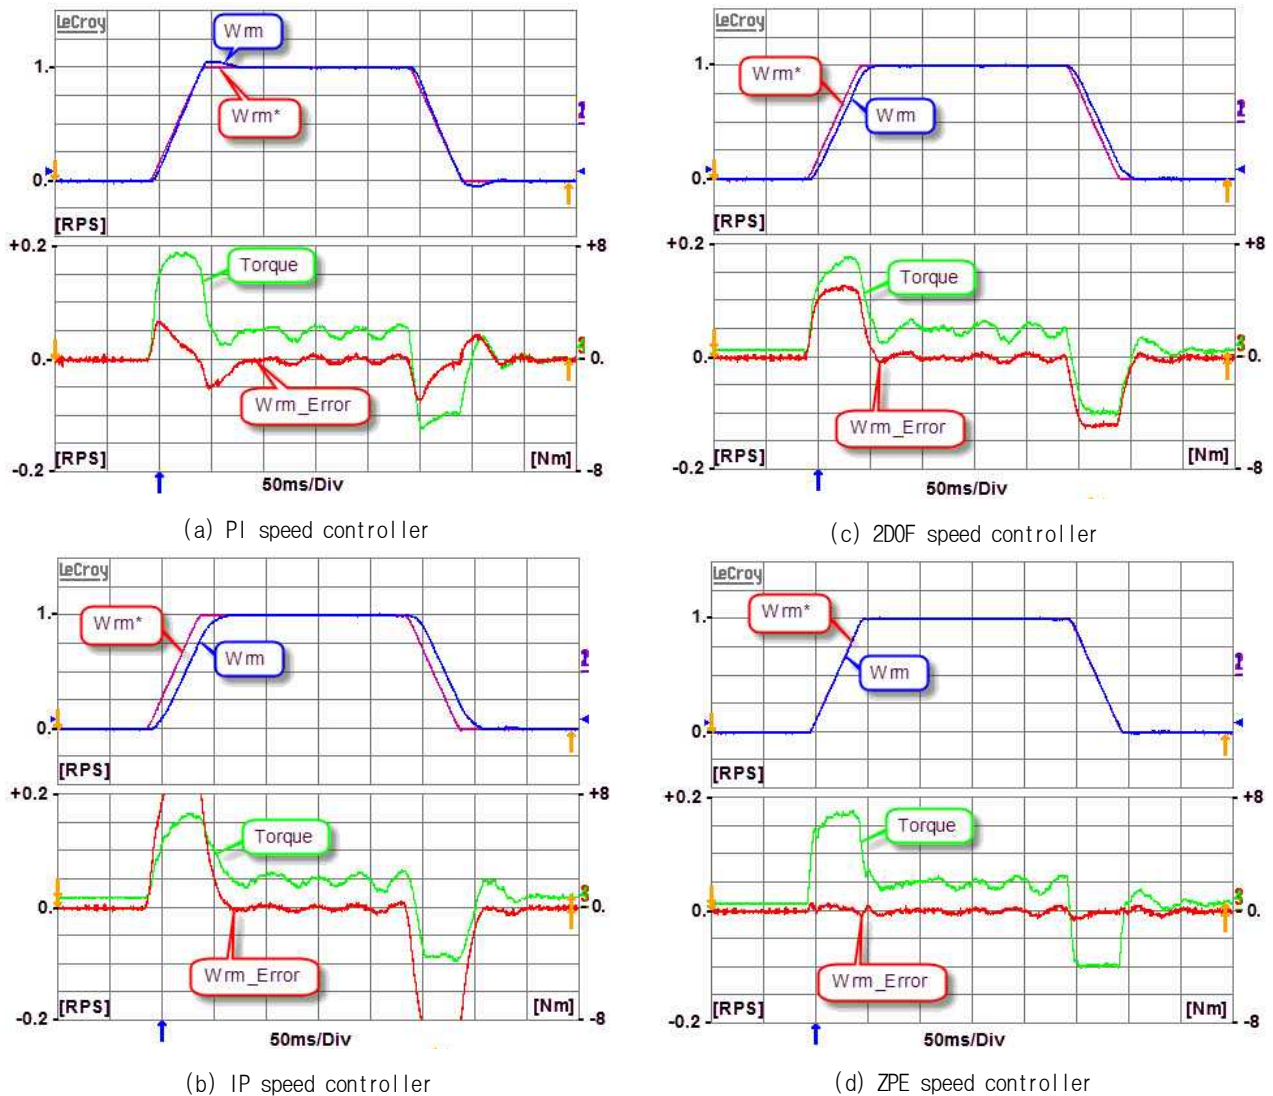 LeCroy
Wrm
1.
Wrm*
0.
[RPS]
+0.2
+8
Torque
0.
0.
Wrm_Error
[RPS]
[Nm]
-0.2
-8
50ms/Div
(a) PI speed controller
LeCroy
Wrm*
1.
Wrm
0.
[RPS]
+0.2
+8
Torque
0.
0.
Wrm_Error
[RPS]
[Nm]
-0.2
-8
50ms/Div
(c) 2DOF speed controller
LeCroy
1.
Wrm*
Wrm
0.
[RPS]
+0.2
+8
Torque
0.
0.
Wrm_Error
[RPS]
[Nm]
-0.2
-8
50ms/Div
(b) IP speed controller
LeCroy
Wrm*
1.
Wrm
0.
[RPS]
+0.2
+8
Torque
0.
0.
Wrm_Error
[RPS]
[Nm]
-0.2
-8
50ms/Div
(d) ZPE speed controller